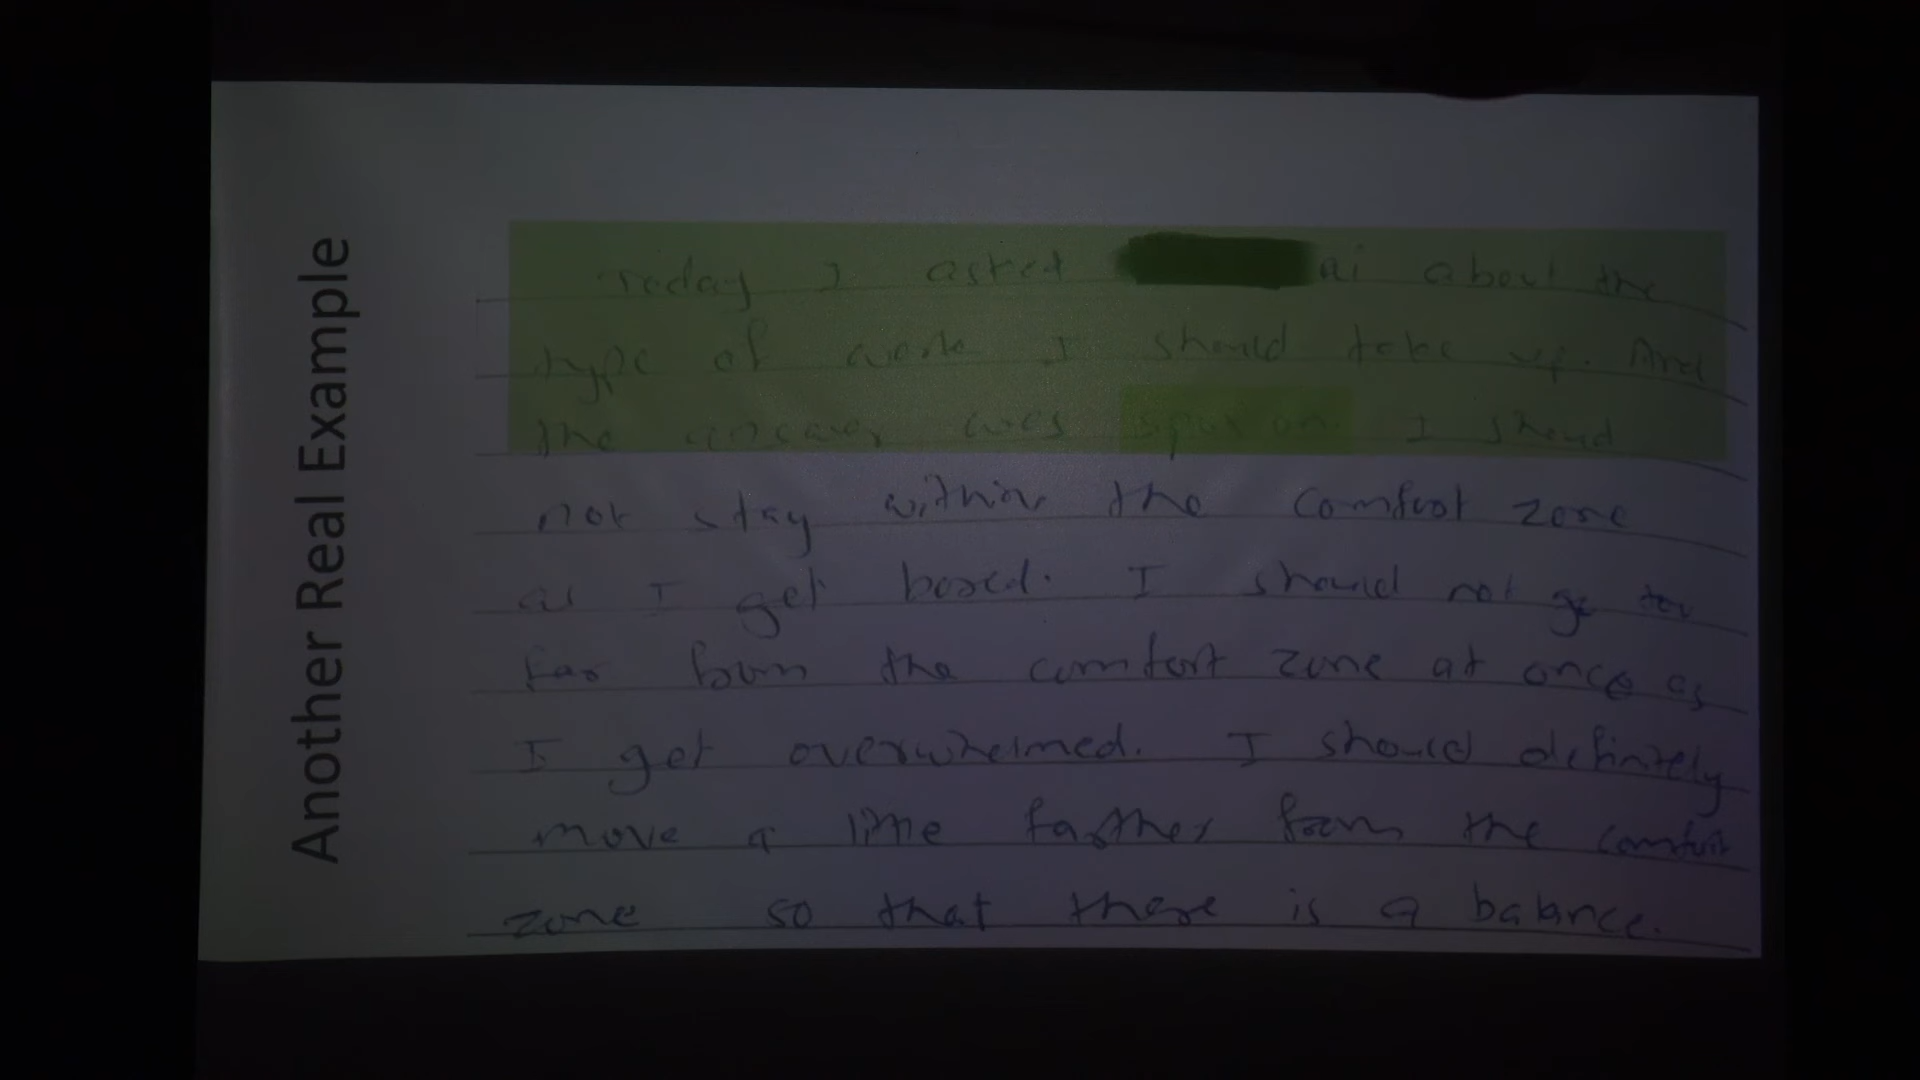 Another Real Example
Today I asked ai about the
type of work I should take up. And
the answer was spot on. I should
not stay within the comfort zone
as I get bored. I should not go too
far from the comfort zone at once as
I get overwhelmed. I should definitely
move a little farther from the comfort
zone so that there is a balance.